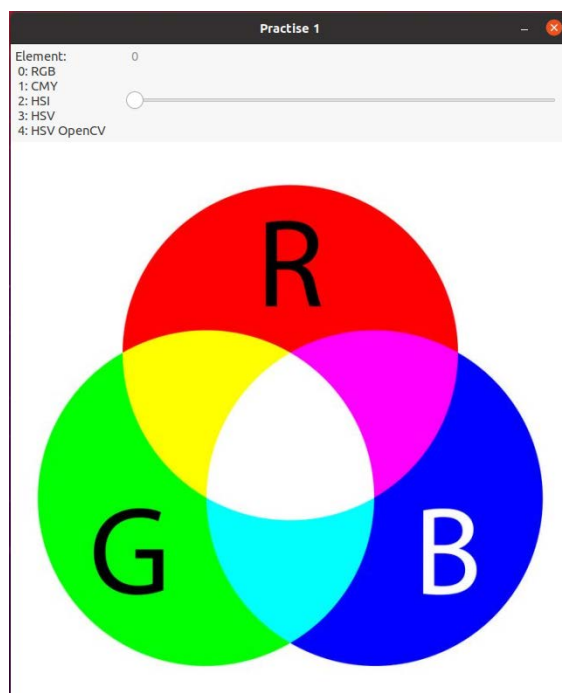 Practise 1
Element: 0
0: RGB
1: CMY
2: HSI
3: HSV
4: HSV OpenCV
R
G B